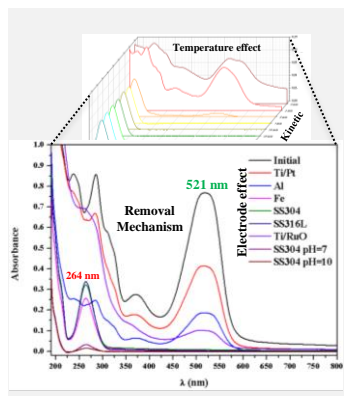 Temperature effect
Kinetic
1.0
0.9
0.8
0.7
0.6
0.5
0.4
0.3
0.2
0.1
0.0
Absorbance
521 nm
Removal
Mechanism
264 nm
Electrode effect
Initial
Ti/Pt
Al
Fe
SS304
SS316L
Ti/RuO
SS304 pH=7
SS304 pH=10
200 250 300 350 400 450 500 550 600 650 700 750 800
λ (nm)